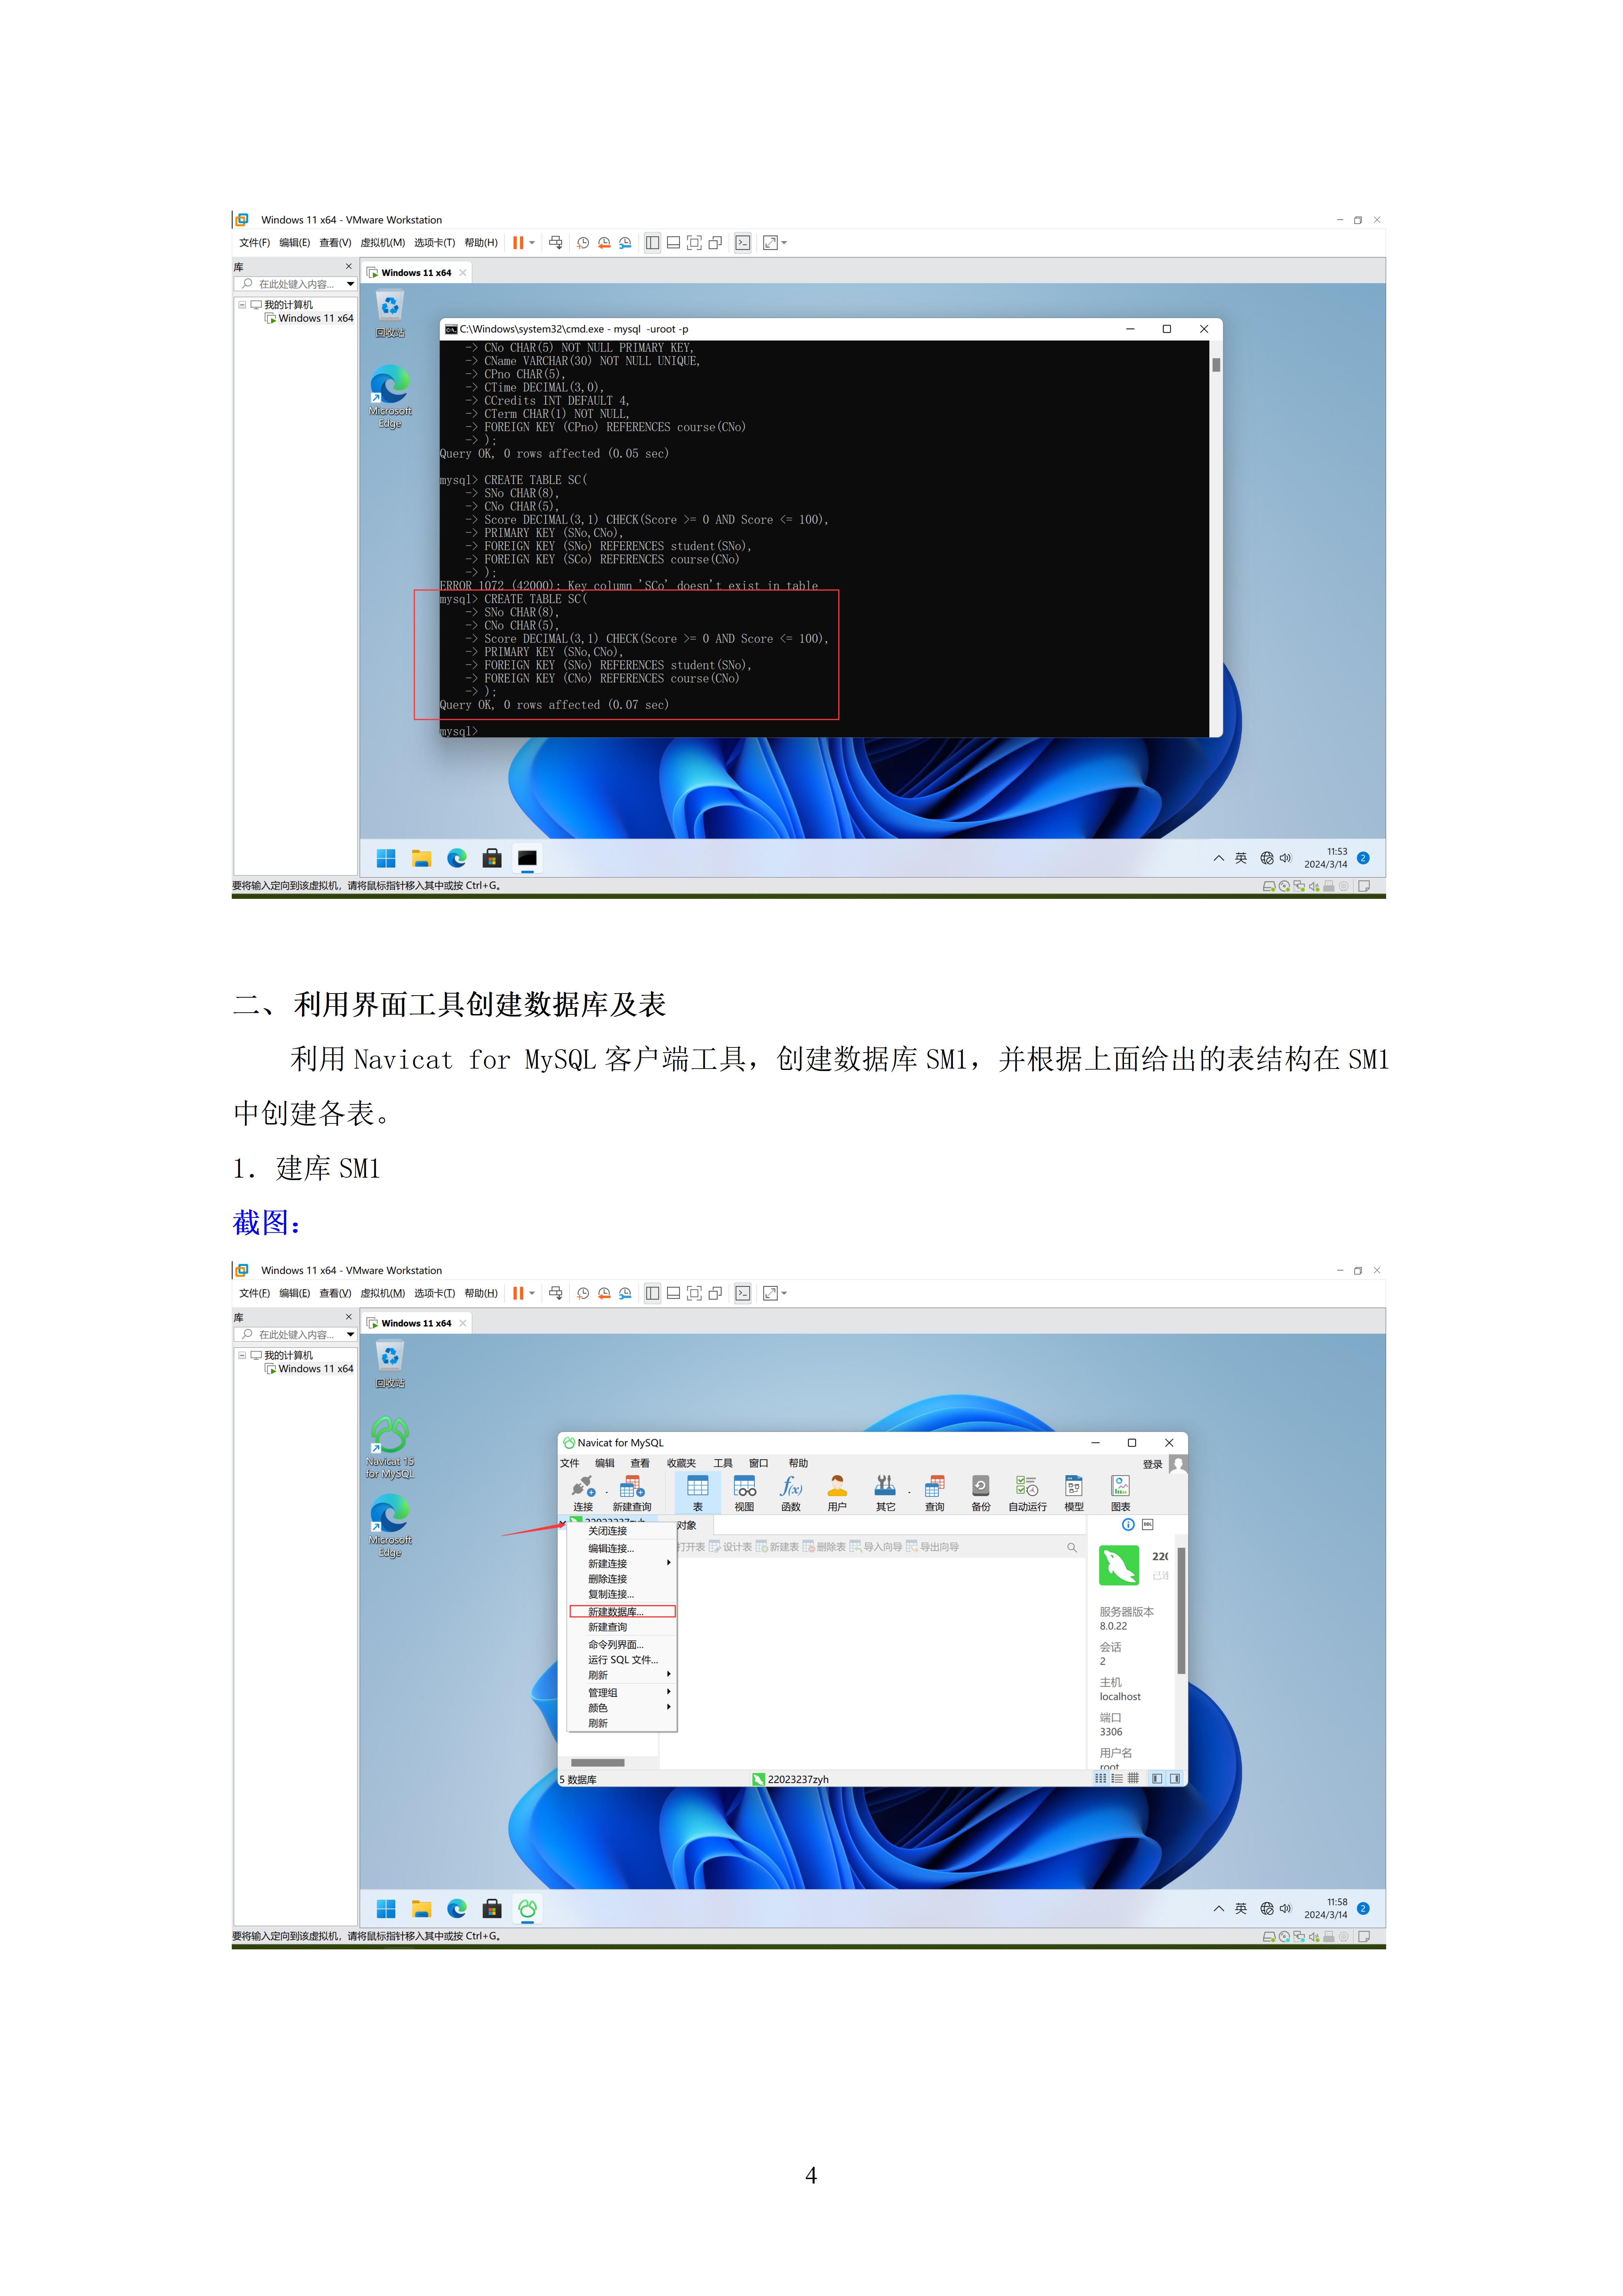 Windows 11 x64 - VMware Workstation
文件(F) 编辑(E) 查看(V) 虚拟机(M) 选项卡(T) 帮助(H)
库
在此处键入内容...
我的计算机
Windows 11 x64
Windows 11 x64
回收站
Microsoft
Edge
C:\Windows\system32\cmd.exe - mysql -uroot -p
-> CNo CHAR(5) NOT NULL PRIMARY KEY,
-> CName VARCHAR(30) NOT NULL UNIQUE,
-> CPno CHAR(5),
-> CTime DECIMAL(3,0),
-> CCredits INT DEFAULT 4,
-> CTerm CHAR(1) NOT NULL,
-> FOREIGN KEY (CPno) REFERENCES course(CNo)
-> );
Query OK, 0 rows affected (0.05 sec)
mysql> CREATE TABLE SC(
-> SNo CHAR(8),
-> CNo CHAR(5),
-> Score DECIMAL(3,1) CHECK(Score >= 0 AND Score <= 100),
-> PRIMARY KEY (SNo,CNo),
-> FOREIGN KEY (SNo) REFERENCES student(SNo),
-> FOREIGN KEY (SCo) REFERENCES course(CNo)
-> );
ERROR 1072 (42000): Key column 'SCo' doesn't exist in table
mysql> CREATE TABLE SC(
-> SNo CHAR(8),
-> CNo CHAR(5),
-> Score DECIMAL(3,1) CHECK(Score >= 0 AND Score <= 100),
-> PRIMARY KEY (SNo,CNo),
-> FOREIGN KEY (SNo) REFERENCES student(SNo),
-> FOREIGN KEY (CNo) REFERENCES course(CNo)
-> );
Query OK, 0 rows affected (0.07 sec)
mysql>
英
11:53
2024/3/14
2
要将输入定向到该虚拟机，请将鼠标指针移入其中或按 Ctrl+G。
二、利用界面工具创建数据库及表
利用 Navicat for MySQL 客户端工具，创建数据库 SM1，并根据上面给出的表结构在 SM1
中创建各表。
1．建库 SM1
截图：
Windows 11 x64 - VMware Workstation
文件(F) 编辑(E) 查看(V) 虚拟机(M) 选项卡(T) 帮助(H)
库
在此处键入内容...
我的计算机
Windows 11 x64
Windows 11 x64
回收站
Navicat 15
for MySQL
Microsoft
Edge
Navicat for MySQL
文件 编辑 查看 收藏夹 工具 窗口 帮助
登录
连接 新建查询 表 视图 函数 用户 其它 查询 备份 自动运行 模型 图表
22023237zyh
对象
打开表 设计表 新建表 删除表 导入向导 导出向导
关闭连接
编辑连接...
新建连接
删除连接
复制连接...
新建数据库...
新建查询
命令列界面...
运行 SQL 文件...
刷新
管理组
颜色
刷新
服务器版本
8.0.22
会话
2
主机
localhost
端口
3306
用户名
root
5 数据库
22023237zyh
英
11:58
2024/3/14
2
要将输入定向到该虚拟机，请将鼠标指针移入其中或按 Ctrl+G。
4